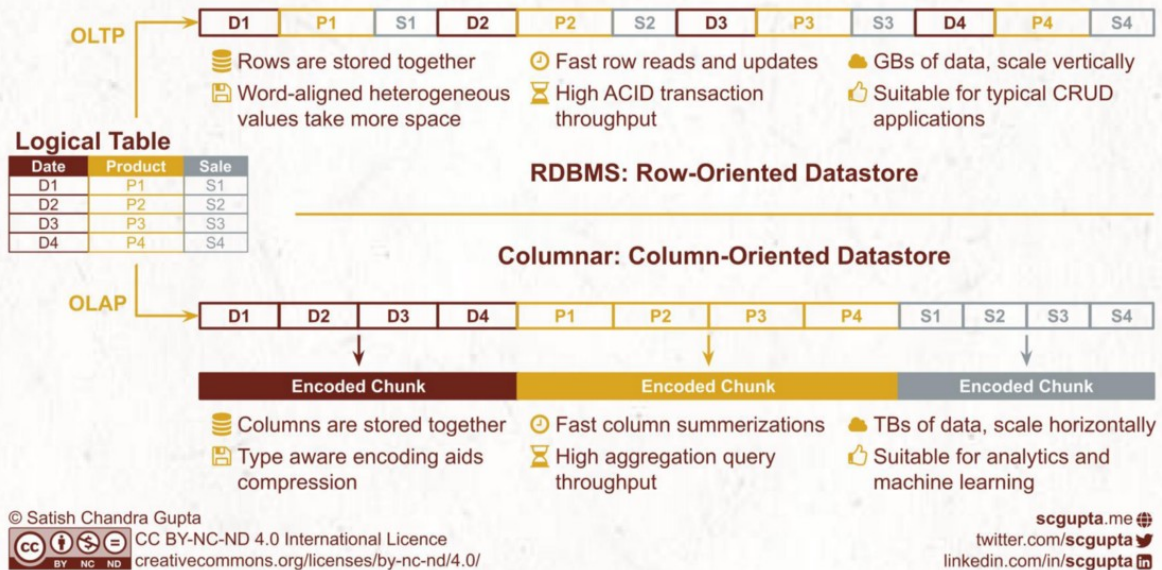 OLTP
D1 P1 S1 D2 P2 S2 D3 P3 S3 D4 P4 S4
Rows are stored together
Word-aligned heterogeneous
values take more space
Fast row reads and updates
High ACID transaction
throughput
GBs of data, scale vertically
Suitable for typical CRUD
applications
Logical Table
Date Product Sale
D1 P1 S1
D2 P2 S2
D3 P3 S3
D4 P4 S4
RDBMS: Row-Oriented Datastore
Columnar: Column-Oriented Datastore
OLAP
D1 D2 D3 D4 P1 P2 P3 P4 S1 S2 S3 S4
Encoded Chunk Encoded Chunk Encoded Chunk
Columns are stored together
Type aware encoding aids
compression
Fast column summerizations
High aggregation query
throughput
TBs of data, scale horizontally
Suitable for analytics and
machine learning
© Satish Chandra Gupta
CC BY-NC-ND 4.0 International Licence
creativecommons.org/licenses/by-nc-nd/4.0/
cc
BY NC ND
scgupta.me
twitter.com/scgupta
linkedin.com/in/scgupta in